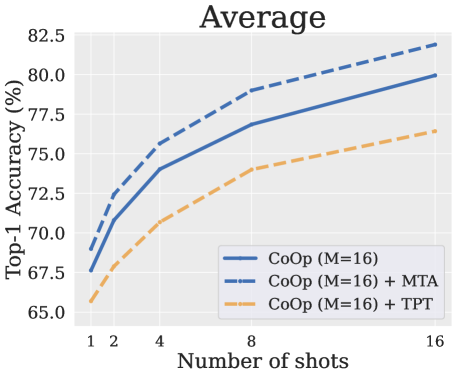 Average
Top-1 Accuracy (%)
82.5
80.0
77.5
75.0
72.5
70.0
67.5
65.0
CoOp (M=16)
CoOp (M=16) + MTA
CoOp (M=16) + TPT
1 2 4 8 16
Number of shots